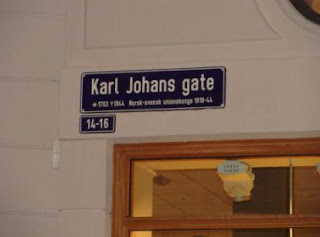 Karl Johans gate
★1763 †1844 Norsk-svensk unionskonge 1818-44
14-16